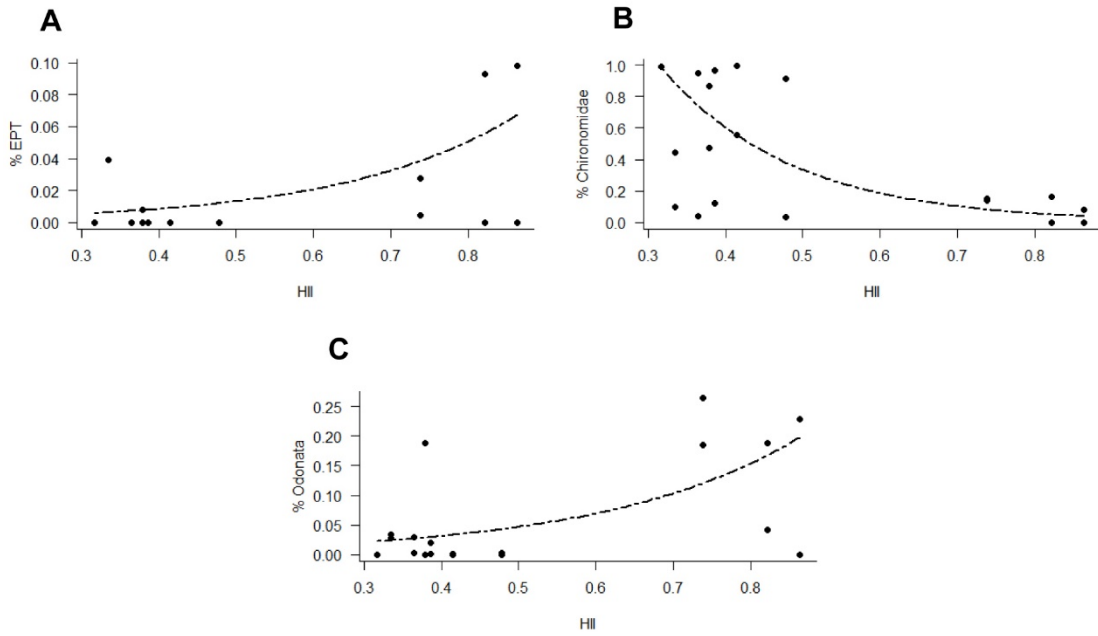 A
% EPT
0.10
0.08
0.06
0.04
0.02
0.00
0.3 0.4 0.5 0.6 0.7 0.8
HII
B
% Chironomidae
1.0
0.8
0.6
0.4
0.2
0.0
0.3 0.4 0.5 0.6 0.7 0.8
HII
C
% Odonata
0.25
0.20
0.15
0.10
0.05
0.00
0.3 0.4 0.5 0.6 0.7 0.8
HII